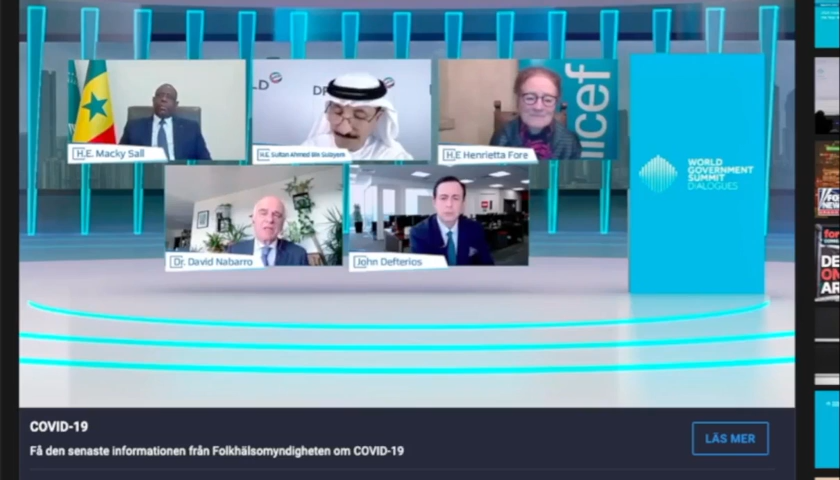 H.E. Macky Sall
H.E. Sultan Ahmed Bin Sulayem
H.E Henrietta Fore
unicef
Dr. David Nabarro
John Defterios
WORLD
GOVERNMENT
SUMMIT
DIALOGUES
COVID-19
Få den senaste informationen från Folkhälsomyndigheten om COVID-19
LÄS MER